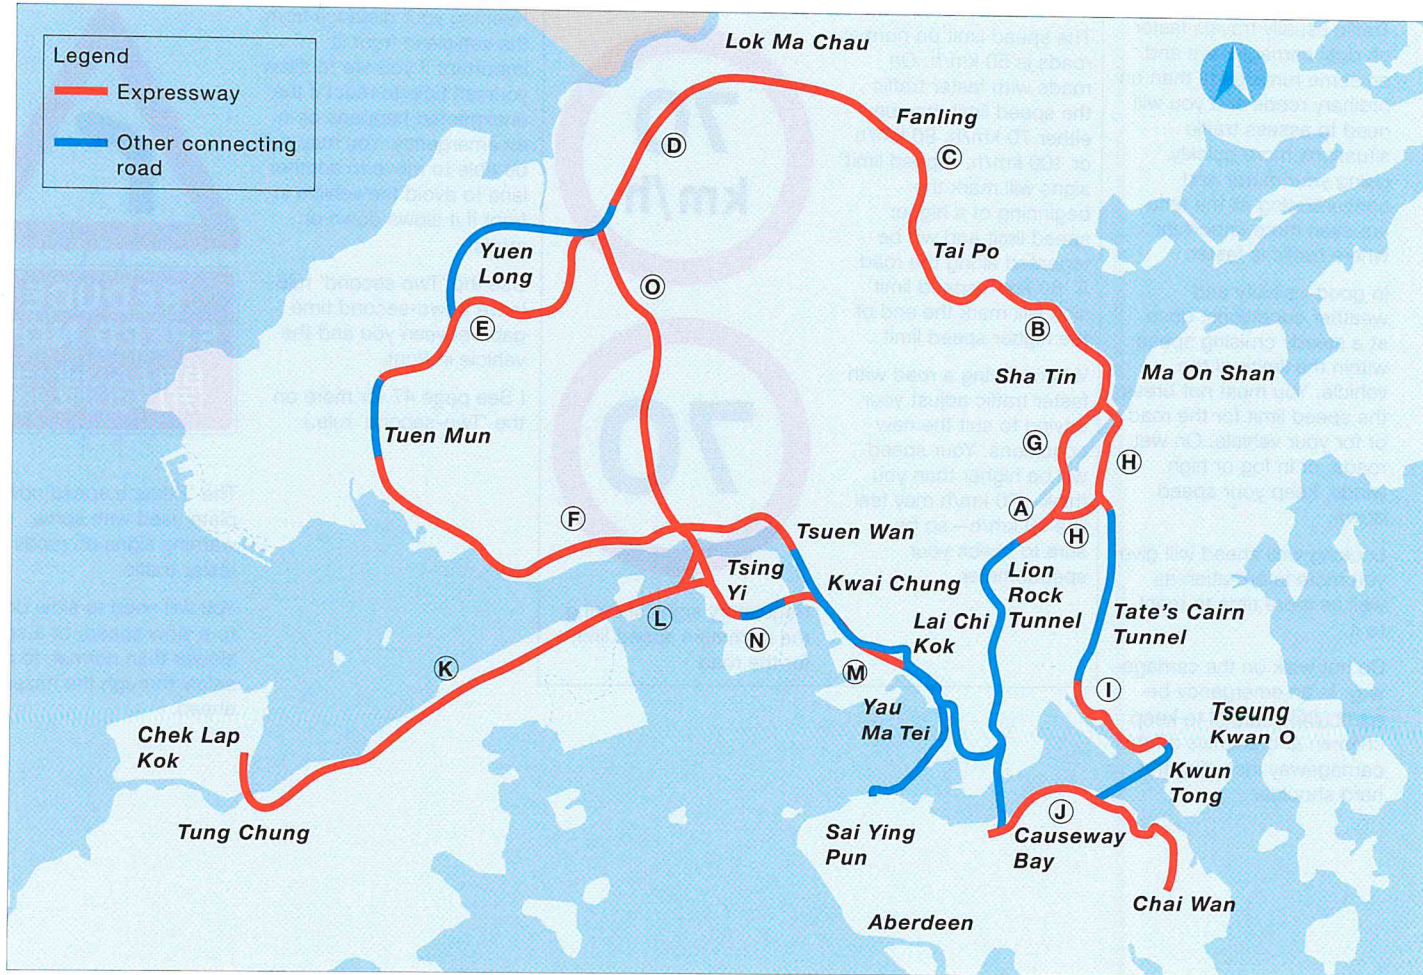 Legend
Expressway
Other connecting
road
Lok Ma Chau
Fanling
D
C
Yuen
Long
Tai Po
O
E
B
Sha Tin
Ma On Shan
Tuen Mun
G
H
A
F
H
Tsuen Wan
Tsing
Yi
Kwai Chung
Lion
Rock
Tunnel
Lai Chi
Kok
Tate's Cairn
Tunnel
L
N
K
M
I
Yau
Ma Tei
Tseung
Kwan O
Chek Lap
Kok
Kwun
Tong
J
Tung Chung
Sai Ying
Pun
Causeway
Bay
Chai Wan
Aberdeen